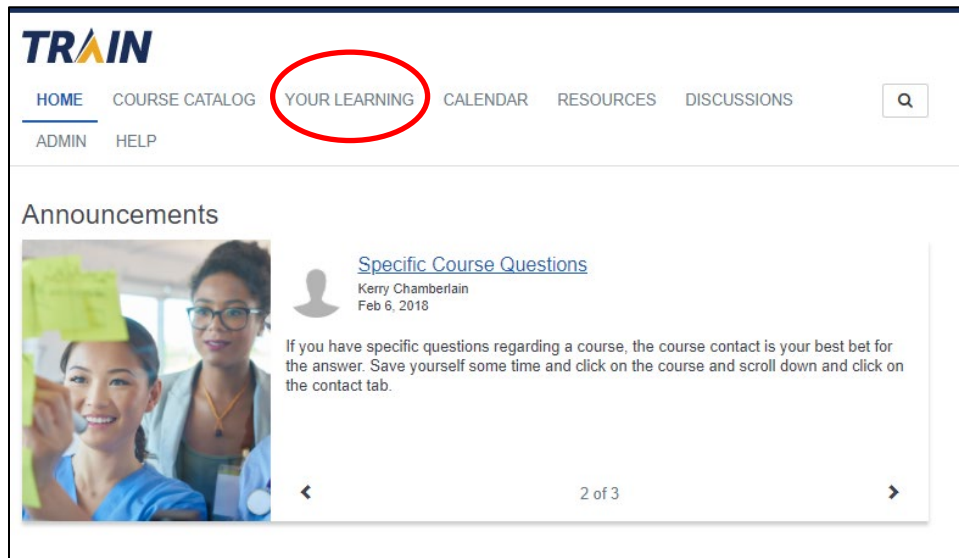 TRAIN
HOME COURSE CATALOG YOUR LEARNING CALENDAR RESOURCES DISCUSSIONS
ADMIN HELP
Announcements
Specific Course Questions
Kerry Chamberlain
Feb 6, 2018
If you have specific questions regarding a course, the course contact is your best bet for
the answer. Save yourself some time and click on the course and scroll down and click on
the contact tab.
2 of 3